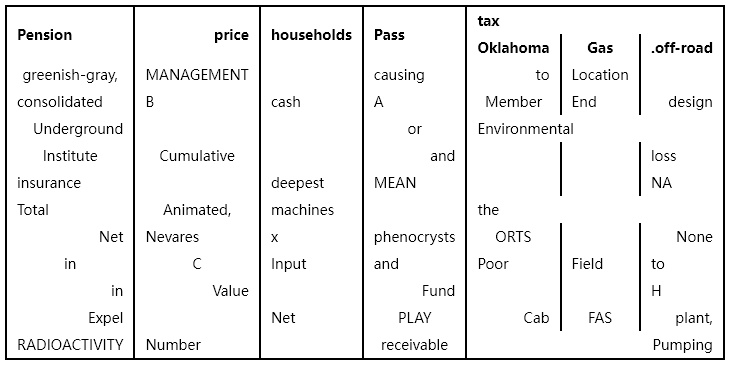 Pension price households Pass tax
Oklahoma Gas .off-road
greenish-gray, MANAGEMENT causing to Location
consolidated B cash A Member End design
Underground or Environmental
Institute Cumulative and loss
insurance deepest MEAN NA
Total Animated, machines the
Net Nevares x phenocrysts ORTS None
in C Input and Poor Field to
in Value Fund H
Expel Net PLAY Cab FAS plant,
RADIOACTIVITY Number receivable Pumping